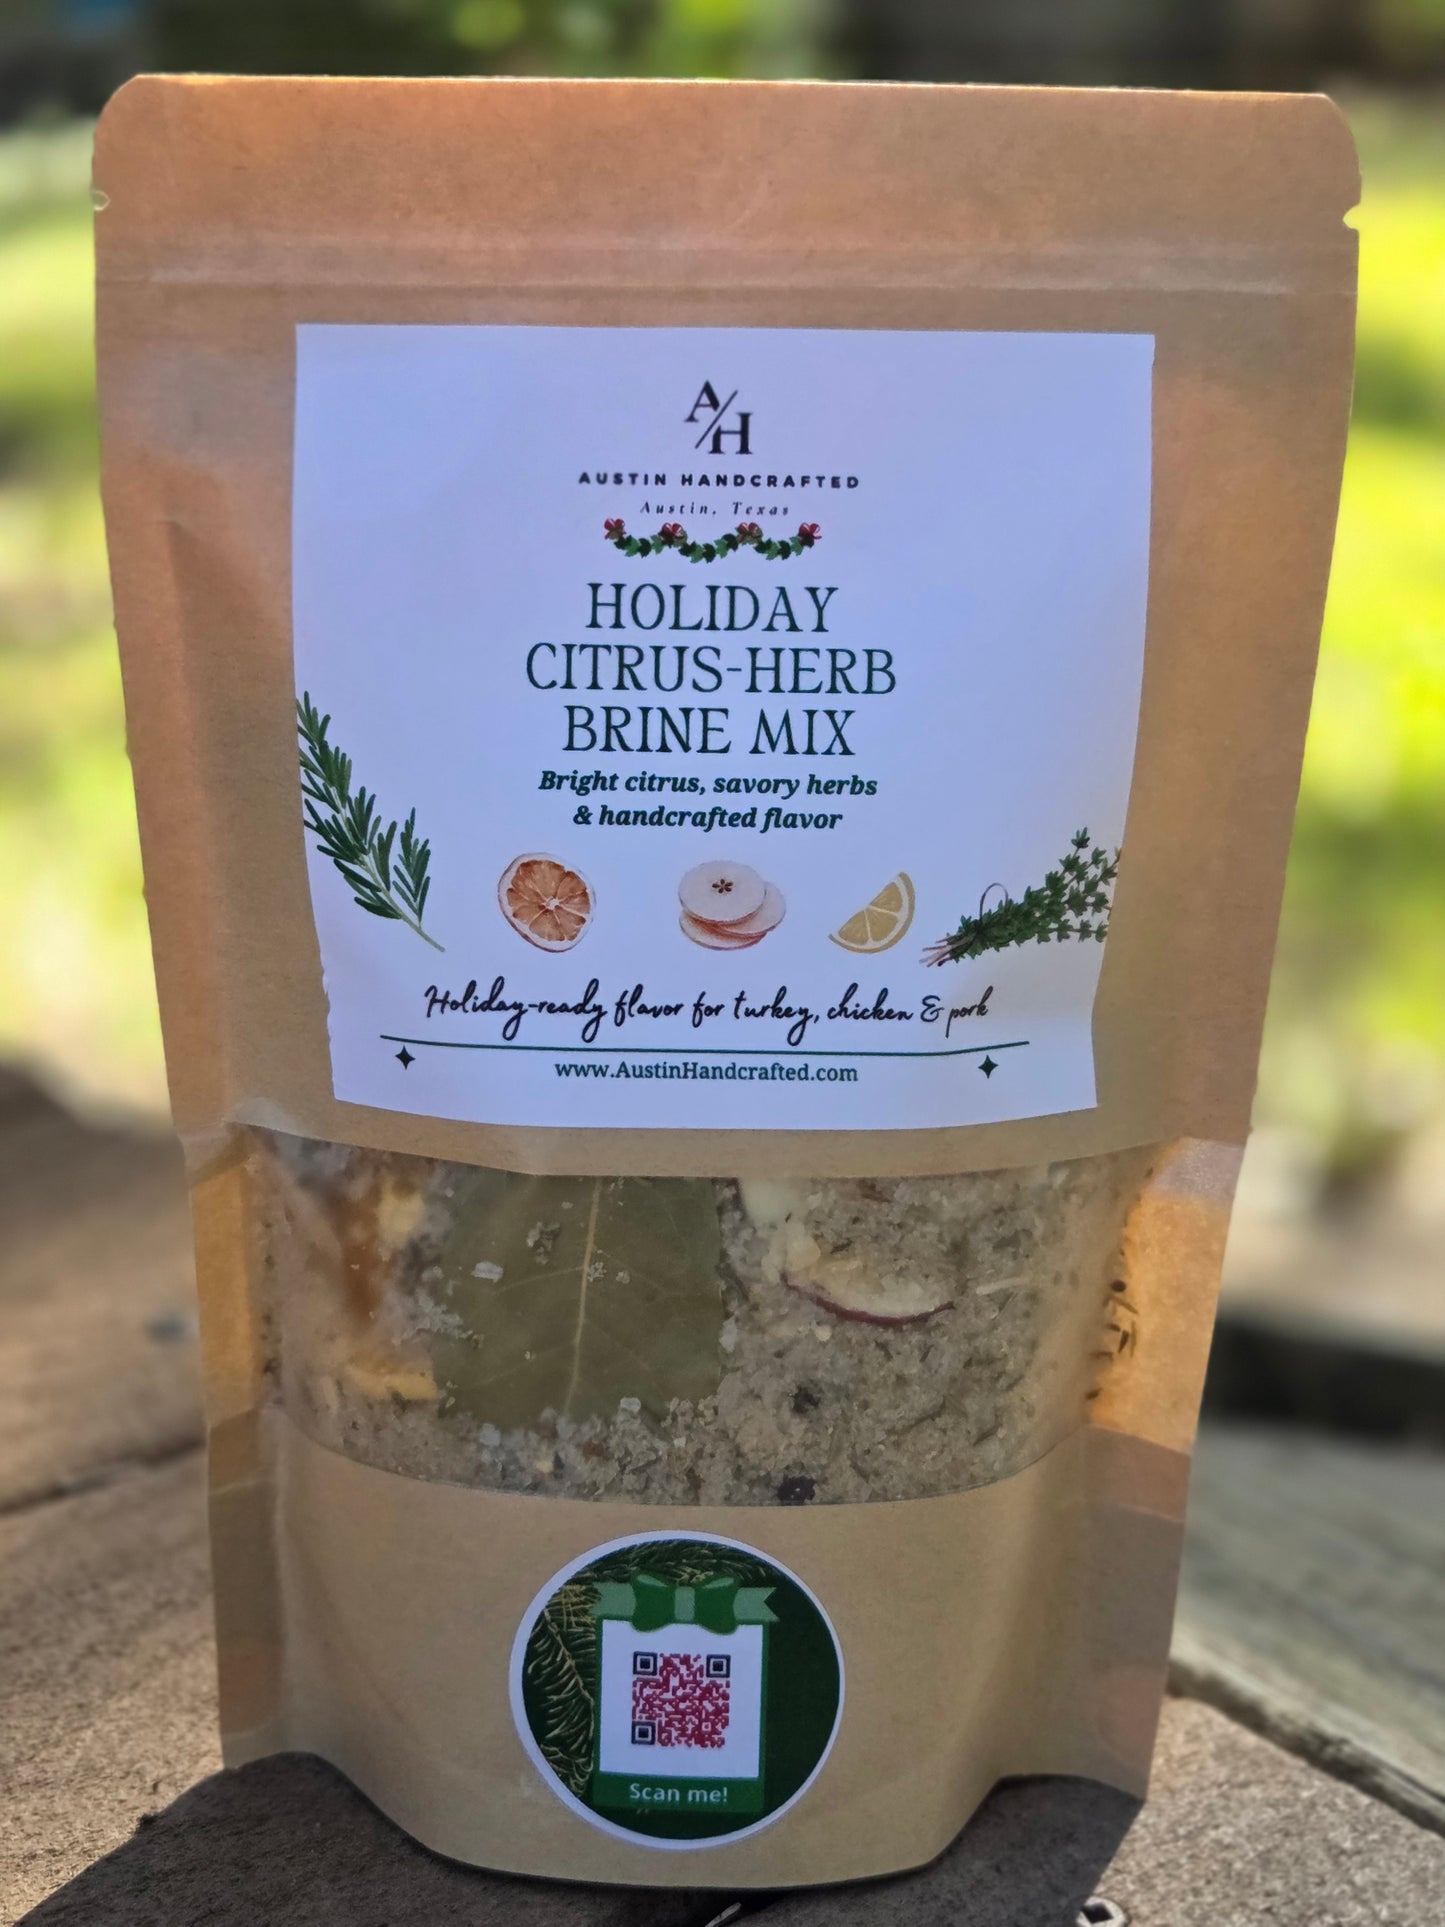 A/H
AUSTIN HANDCRAFTED
Austin, Texas
HOLIDAY
CITRUS-HERB
BRINE MIX
Bright citrus, savory herbs
& handcrafted flavor
Holiday-ready flavor for turkey, chicken & pork
www.AustinHandcrafted.com
Scan me!